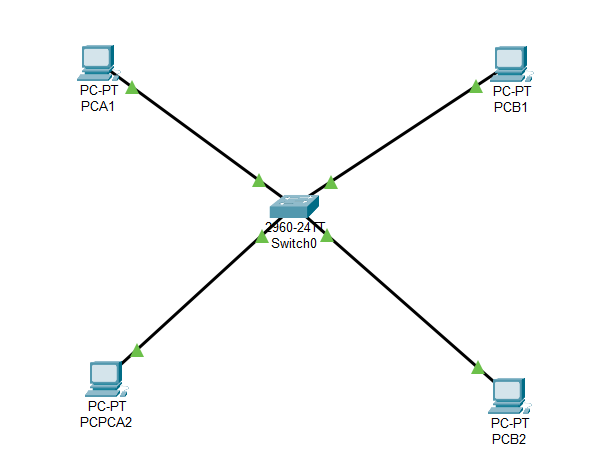 PC-PT
PCA1
PC-PT
PCB1
2960-24TT
Switch0
PC-PT
PCPCA2
PC-PT
PCB2